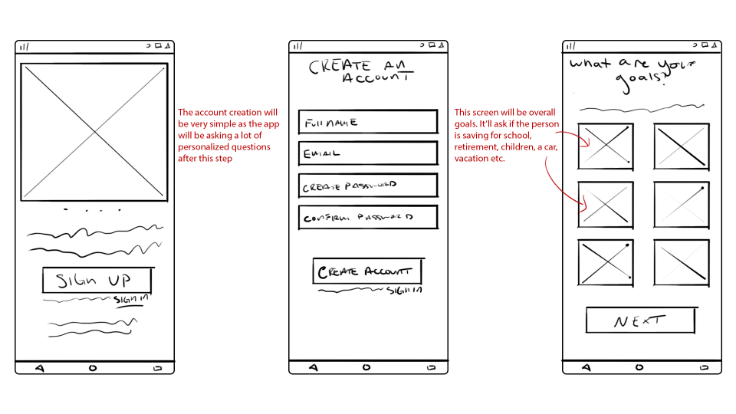 SIGN UP
SIGN IN
The account creation will
be very simple as the app
will be asking a lot of
personalized questions
after this step
CREATE AN
ACCOUNT
FULL NAME
EMAIL
CREATE PASSWORD
CONFIRM PASSWORD
CREATE ACCOUNT
SIGN IN
This screen will be overall
goals. It'll ask if the person
is saving for school,
retirement, children, a car,
vacation etc.
what are your
goals?
NEXT